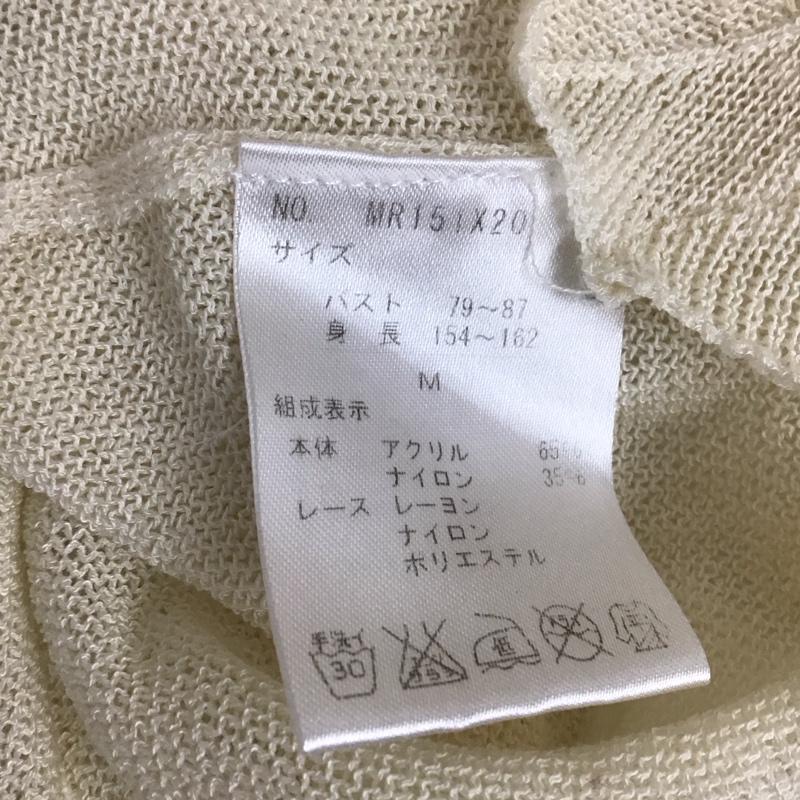 NO. MR151X20
サイズ
バスト 79~87
身長 154~162
M
組成表示
本体 アクリル 65%
ナイロン 35%
レース レーヨン
ナイロン
ポリエステル
手洗イ 30 低